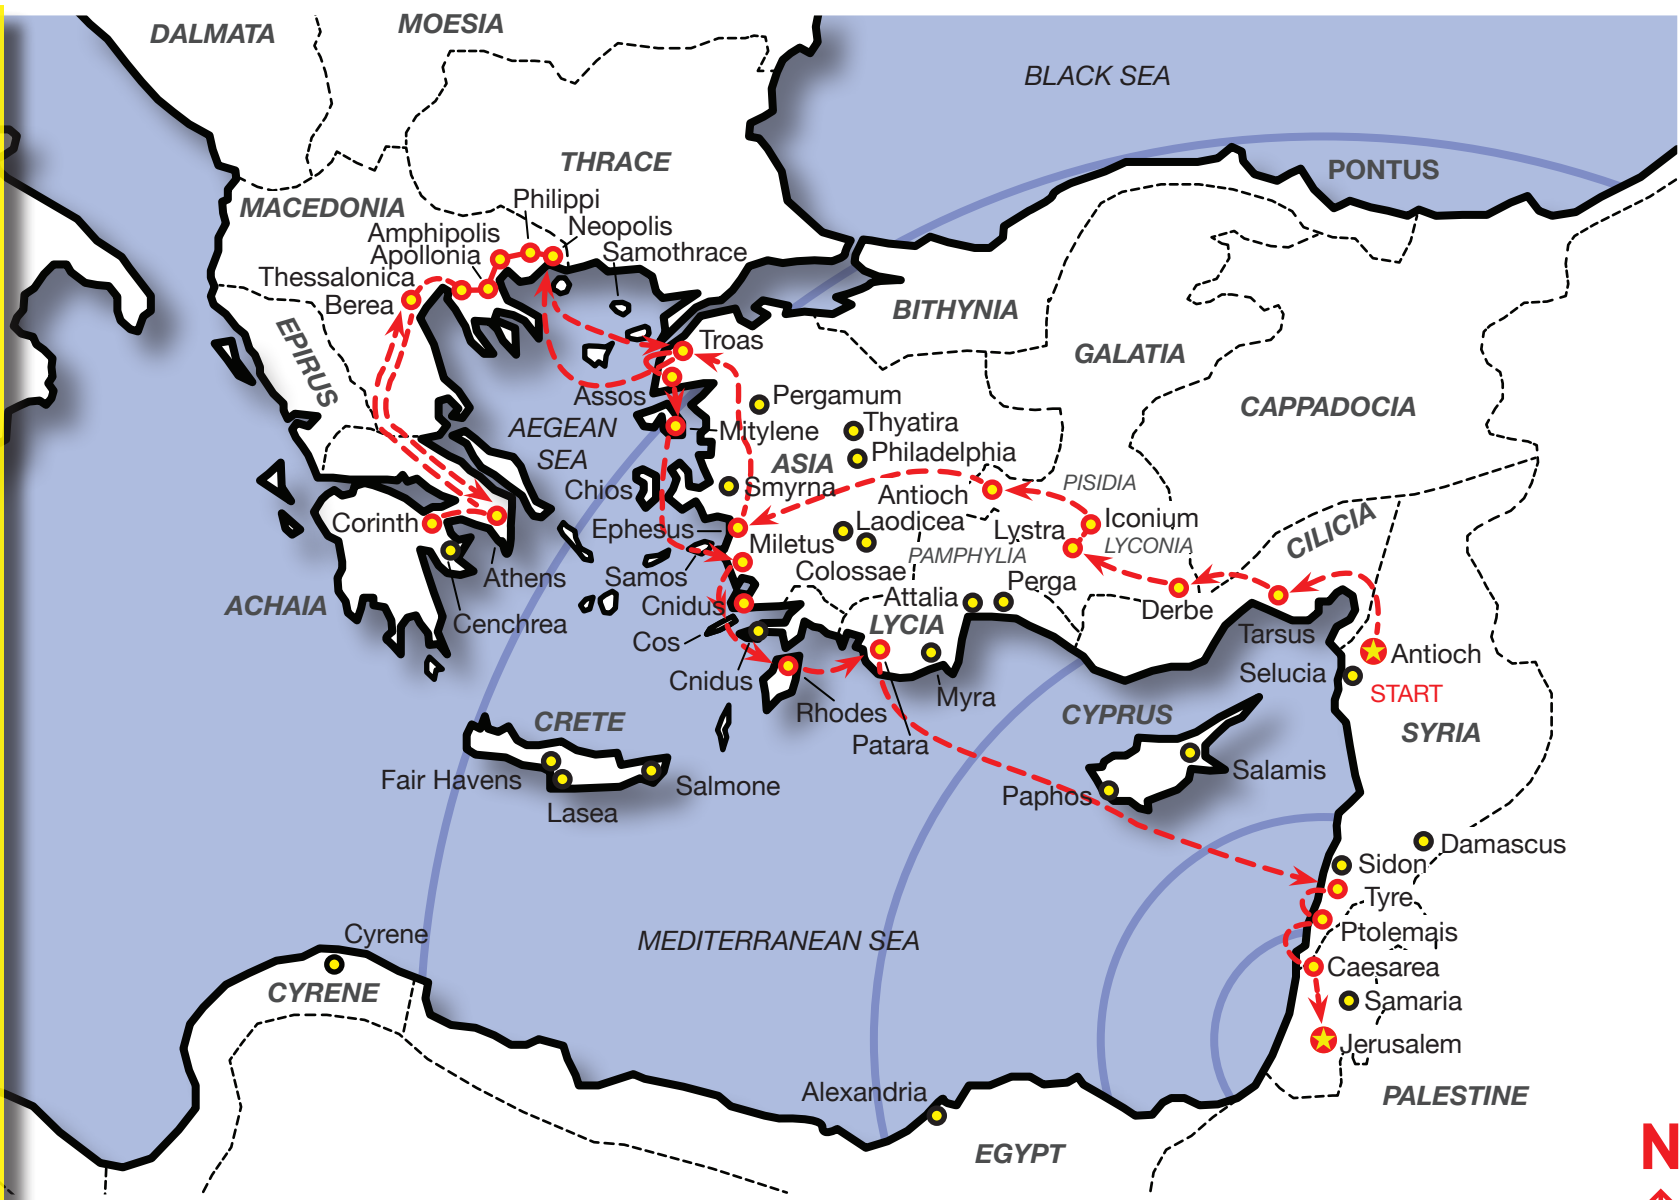 DALMATA
MOESIA
BLACK SEA
THRACE
PONTUS
MACEDONIA
Philippi
Neopolis
Amphipolis
Apollonia
Samothrace
Thessalonica
Berea
BITHYNIA
EPIRUS
Troas
GALATIA
Assos
Pergamum
CAPPADOCIA
AEGEAN
SEA
Mitylene
Thyatira
Philadelphia
ASIA
Chios
Smyrna
Antioch
PISIDIA
Corinth
Ephesus
Laodicea
Lystra
Iconium
LYCONIA
CILICIA
Miletus
PAMPHYLIA
Athens
Samos
Colossae
Perga
ACHAIA
Cnidus
Attalia
Derbe
Cenchrea
LYCIA
Tarsus
Cos
Antioch
Cnidus
Selucia
START
Myra
Rhodes
CRETE
CYPRUS
SYRIA
Patara
Fair Havens
Salmone
Salamis
Paphos
Lasea
Damascus
Sidon
Tyre
Cyrene
MEDITERRANEAN SEA
Ptolemais
Caesarea
CYRENE
Samaria
Jerusalem
Alexandria
PALESTINE
EGYPT
N